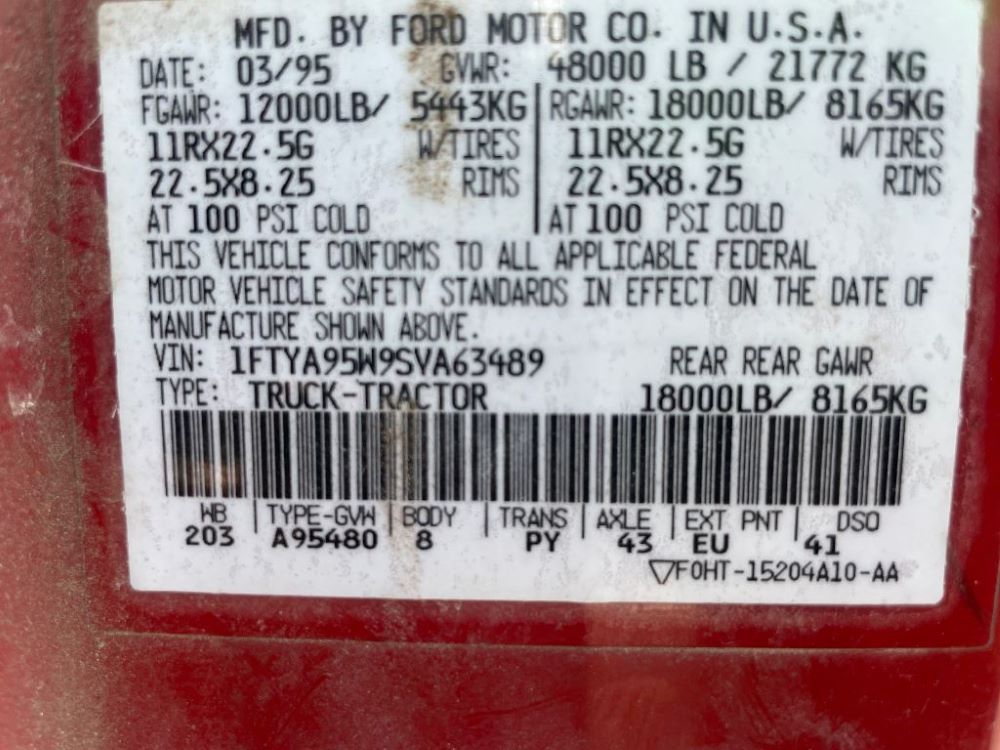 MFD. BY FORD MOTOR CO. IN U.S.A.
DATE: 03/95 GVWR: 48000 LB / 21772 KG
FGAWR: 12000LB/ 5443KG RGAWR: 18000LB/ 8165KG
11RX22.5G W/TIRES 11RX22.5G W/TIRES
22.5X8.25 RIMS 22.5X8.25 RIMS
AT 100 PSI COLD AT 100 PSI COLD
THIS VEHICLE CONFORMS TO ALL APPLICABLE FEDERAL
MOTOR VEHICLE SAFETY STANDARDS IN EFFECT ON THE DATE OF
MANUFACTURE SHOWN ABOVE.
VIN: 1FTYA95W9SVA63489 REAR REAR GAWR
TYPE: TRUCK-TRACTOR 18000LB/ 8165KG
WB TYPE-GVW BODY TRANS AXLE EXT PNT DSO
203 A95480 8 PY 43 EU 41
F0HT-15204A10-AA